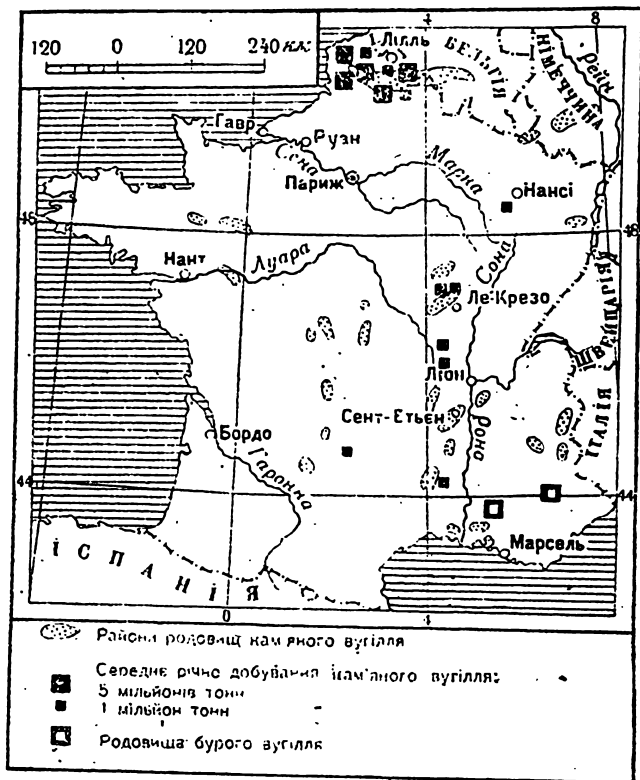 120 0 120 240 км
4 8
Лілль
БЕЛЬГІЯ
НІМЕЧЧИНА
Рейн
Гавр
Руэн
Сена
Париж
Марна
Нансі
48 48
Нант
Луара
Сона
Ле-Крезо
ШВЕЙЦАРІЯ
Ліон
Сент-Етьєн
Рона
Бордо
Гаронна
44 44
Марсель
ІСПАНІЯ
0 4
Райони родовищ кам'яного вугілля
Середнє річне добування кам'яного вугілля:
5 мільйонів тонн
1 мільйон тонн
Родовища бурого вугілля